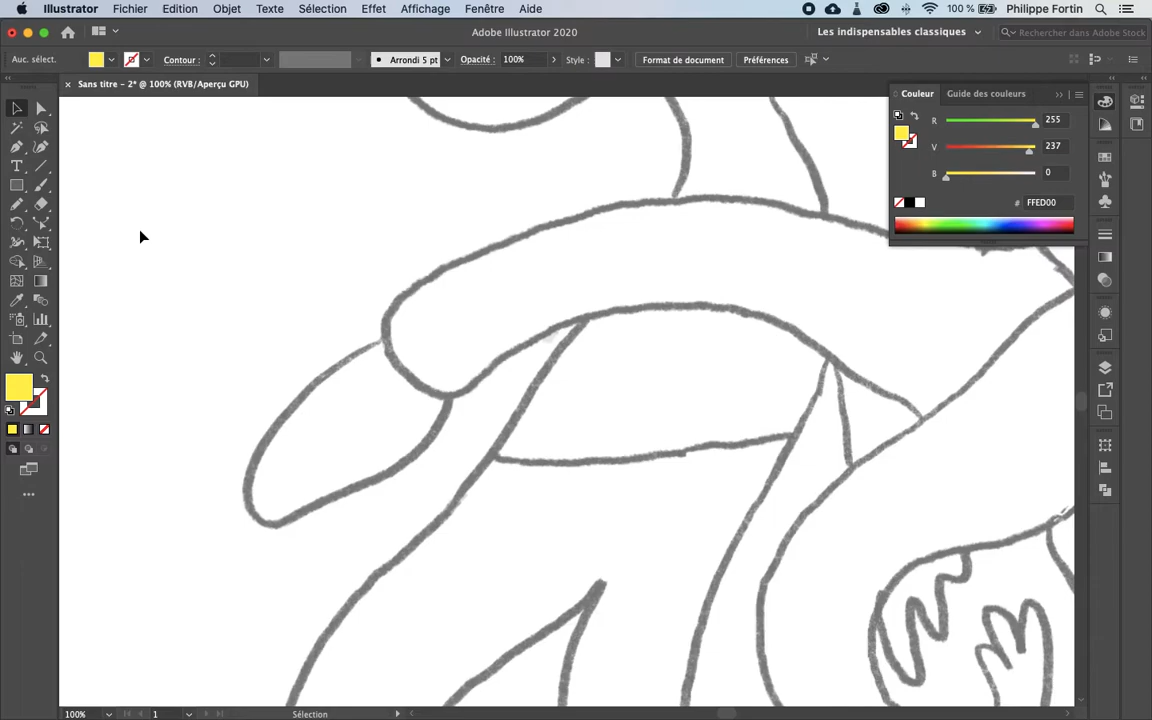 Illustrator Fichier Edition Objet Texte Sélection Effet Affichage Fenêtre Aide 100 % Philippe Fortin
Adobe Illustrator 2020 Les indispensables classiques Rechercher dans Adobe Stock
Auc. sélect. Contour : Arrondi 5 pt Opacité : 100% Style : Format de document Préférences
× Sans titre - 2* @ 100% (RVB/Aperçu GPU)
Couleur Guide des couleurs
R 255
V 237
B 0
# FFED00
100% 1 Sélection